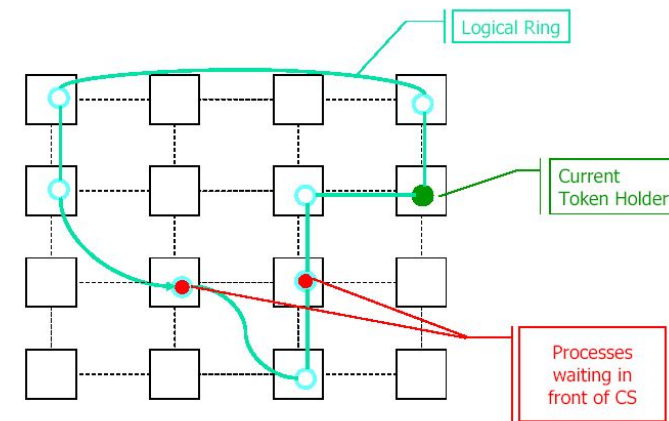 Logical Ring
Current
Token Holder
Processes
waiting in
front of CS